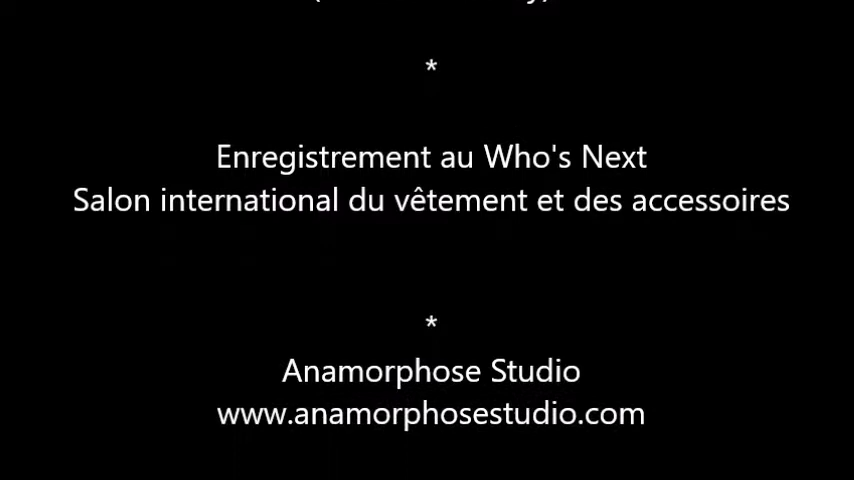 *
Enregistrement au Who's Next
Salon international du vêtement et des accessoires
*
Anamorphose Studio
www.anamorphosestudio.com